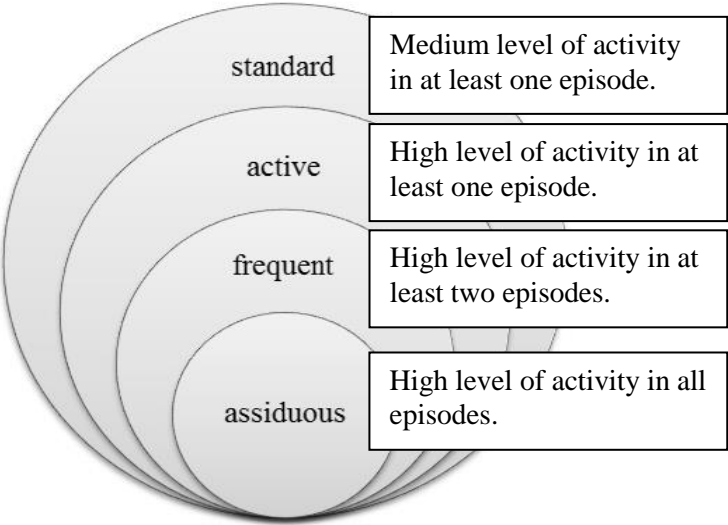 standard
Medium level of activity
in at least one episode.
active
High level of activity in at
least one episode.
frequent
High level of activity in at
least two episodes.
assiduous
High level of activity in all
episodes.